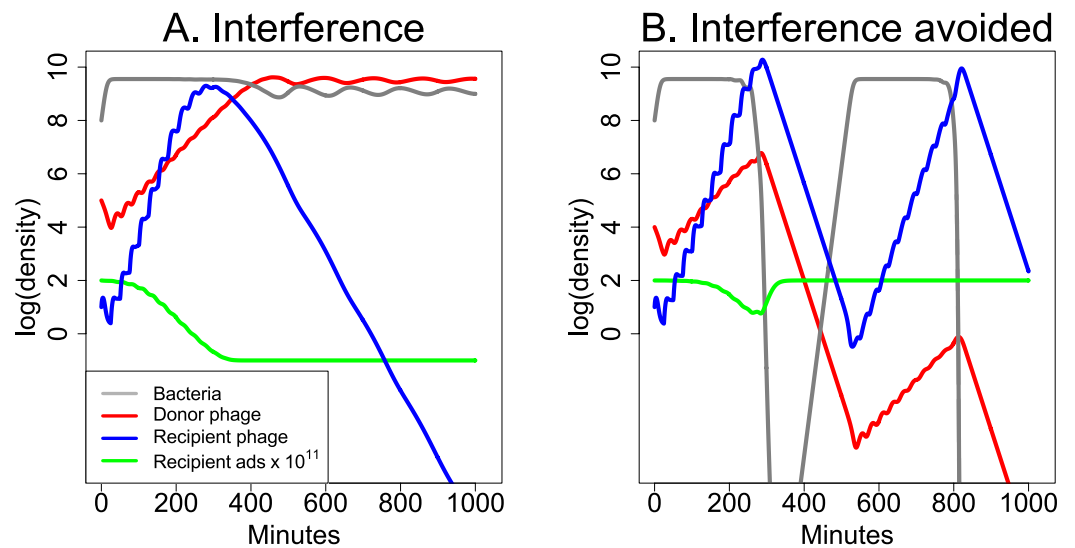 A. Interference
log(density)
10
8
6
4
2
0
Bacteria
Donor phage
Recipient phage
Recipient ads x 10¹¹
0 200 400 600 800 1000
Minutes
B. Interference avoided
log(density)
10
8
6
4
2
0
0 200 400 600 800 1000
Minutes